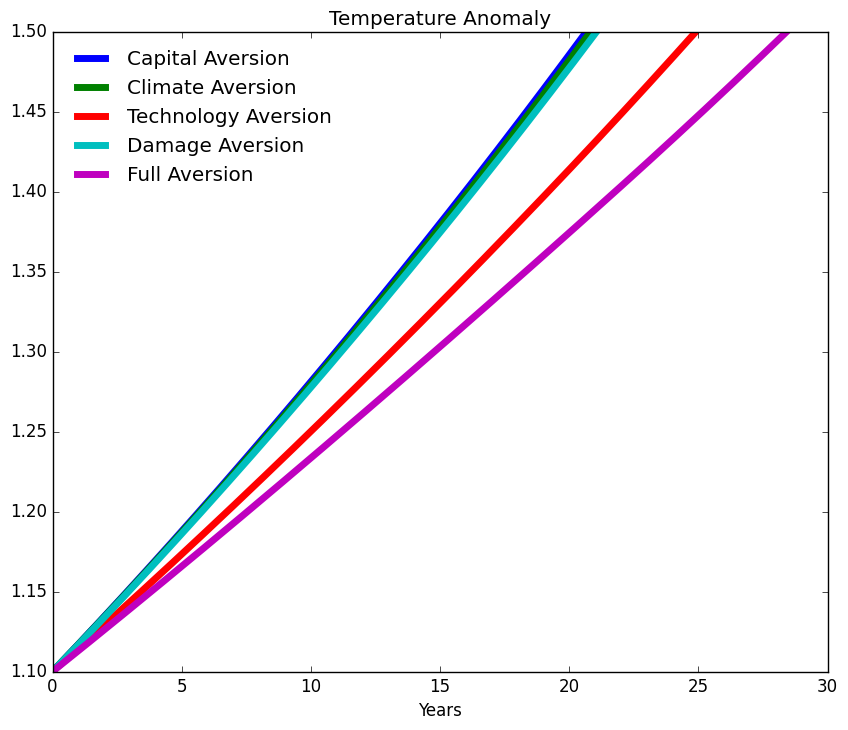 Temperature Anomaly
1.50
1.45
1.40
1.35
1.30
1.25
1.20
1.15
1.10
Capital Aversion
Climate Aversion
Technology Aversion
Damage Aversion
Full Aversion
0 5 10 15 20 25 30
Years